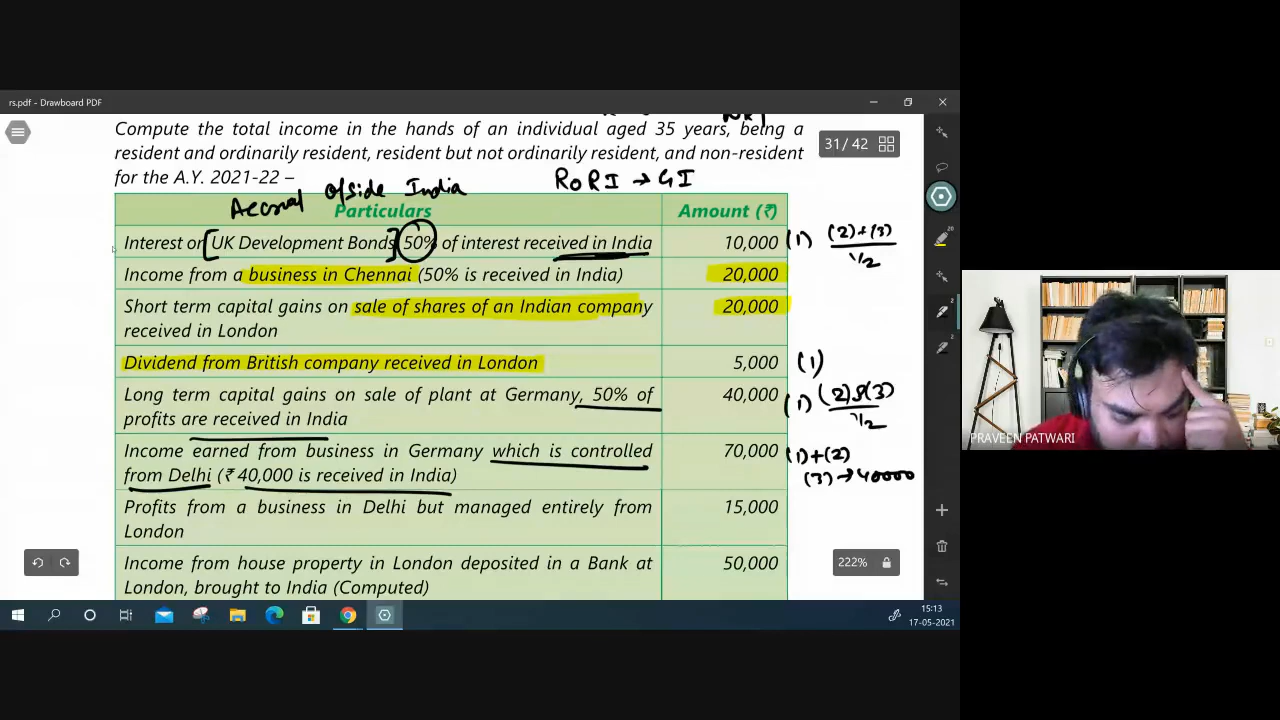 rs.pdf - Drawboard PDF
Compute the total income in the hands of an individual aged 35 years, being a
resident and ordinarily resident, resident but not ordinarily resident, and non-resident
for the A.Y. 2021-22 –
31 / 42
RORI → GI
Accrual Ofside India
Particulars Amount (₹)
Interest on [UK Development Bonds] 50% of interest received in India 10,000 (1) (2)+(3)
1/2
Income from a business in Chennai (50% is received in India) 20,000
Short term capital gains on sale of shares of an Indian company 20,000
received in London
Dividend from British company received in London 5,000 (1)
Long term capital gains on sale of plant at Germany, 50% of 40,000 (1) (2)&(3)
profits are received in India 1/2
Income earned from business in Germany which is controlled 70,000 (1)+(2)
from Delhi (₹ 40,000 is received in India) (3) → 40000
Profits from a business in Delhi but managed entirely from 15,000
London
Income from house property in London deposited in a Bank at 50,000
London, brought to India (Computed)
PRAVEEN PATWARI
222%
15:13
17-05-2021